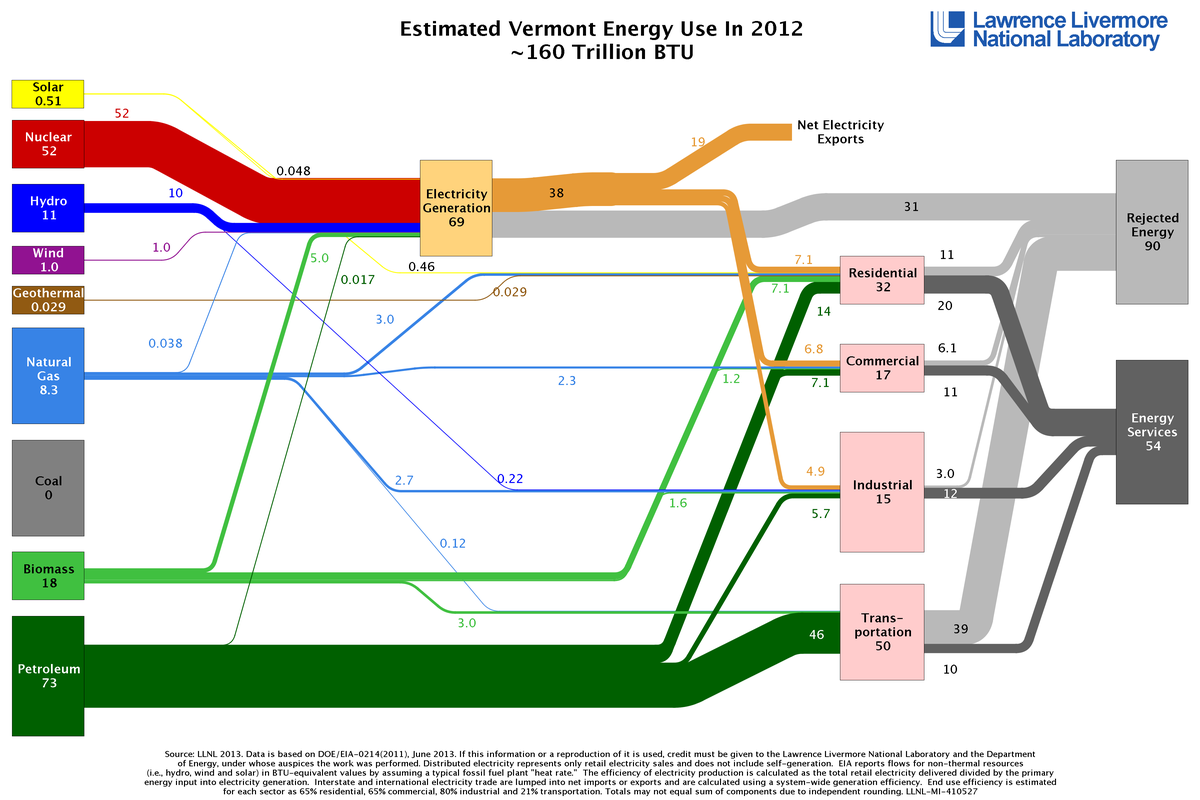 Estimated Vermont Energy Use In 2012
~160 Trillion BTU
Lawrence Livermore
National Laboratory
Solar
0.51
Nuclear
52
Hydro
11
Wind
1.0
Geothermal
0.029
Natural
Gas
8.3
Coal
0
Biomass
18
Petroleum
73
52
10
1.0
0.038
0.048
5.0
0.017
0.46
0.029
3.0
2.3
2.7
0.22
0.12
3.0
Electricity
Generation
69
38
19
Net Electricity
Exports
31
7.1
7.1
14
6.8
1.2
7.1
4.9
1.6
5.7
46
Residential
32
Commercial
17
Industrial
15
Trans-
portation
50
11
20
6.1
11
3.0
12
39
10
Rejected
Energy
90
Energy
Services
54
Source: LLNL 2013. Data is based on DOE/EIA-0214(2011), June 2013. If this information or a reproduction of it is used, credit must be given to the Lawrence Livermore National Laboratory and the Department
of Energy, under whose auspices the work was performed. Distributed electricity represents only retail electricity sales and does not include self-generation. EIA reports flows for non-thermal resources
(i.e., hydro, wind and solar) in BTU-equivalent values by assuming a typical fossil fuel plant "heat rate." The efficiency of electricity production is calculated as the total retail electricity delivered divided by the primary
energy input into electricity generation. Interstate and international electricity trade are lumped into net imports or exports and are calculated using a system-wide generation efficiency. End use efficiency is estimated
for each sector as 65% residential, 65% commercial, 80% industrial and 21% transportation. Totals may not equal sum of components due to independent rounding. LLNL-MI-410527